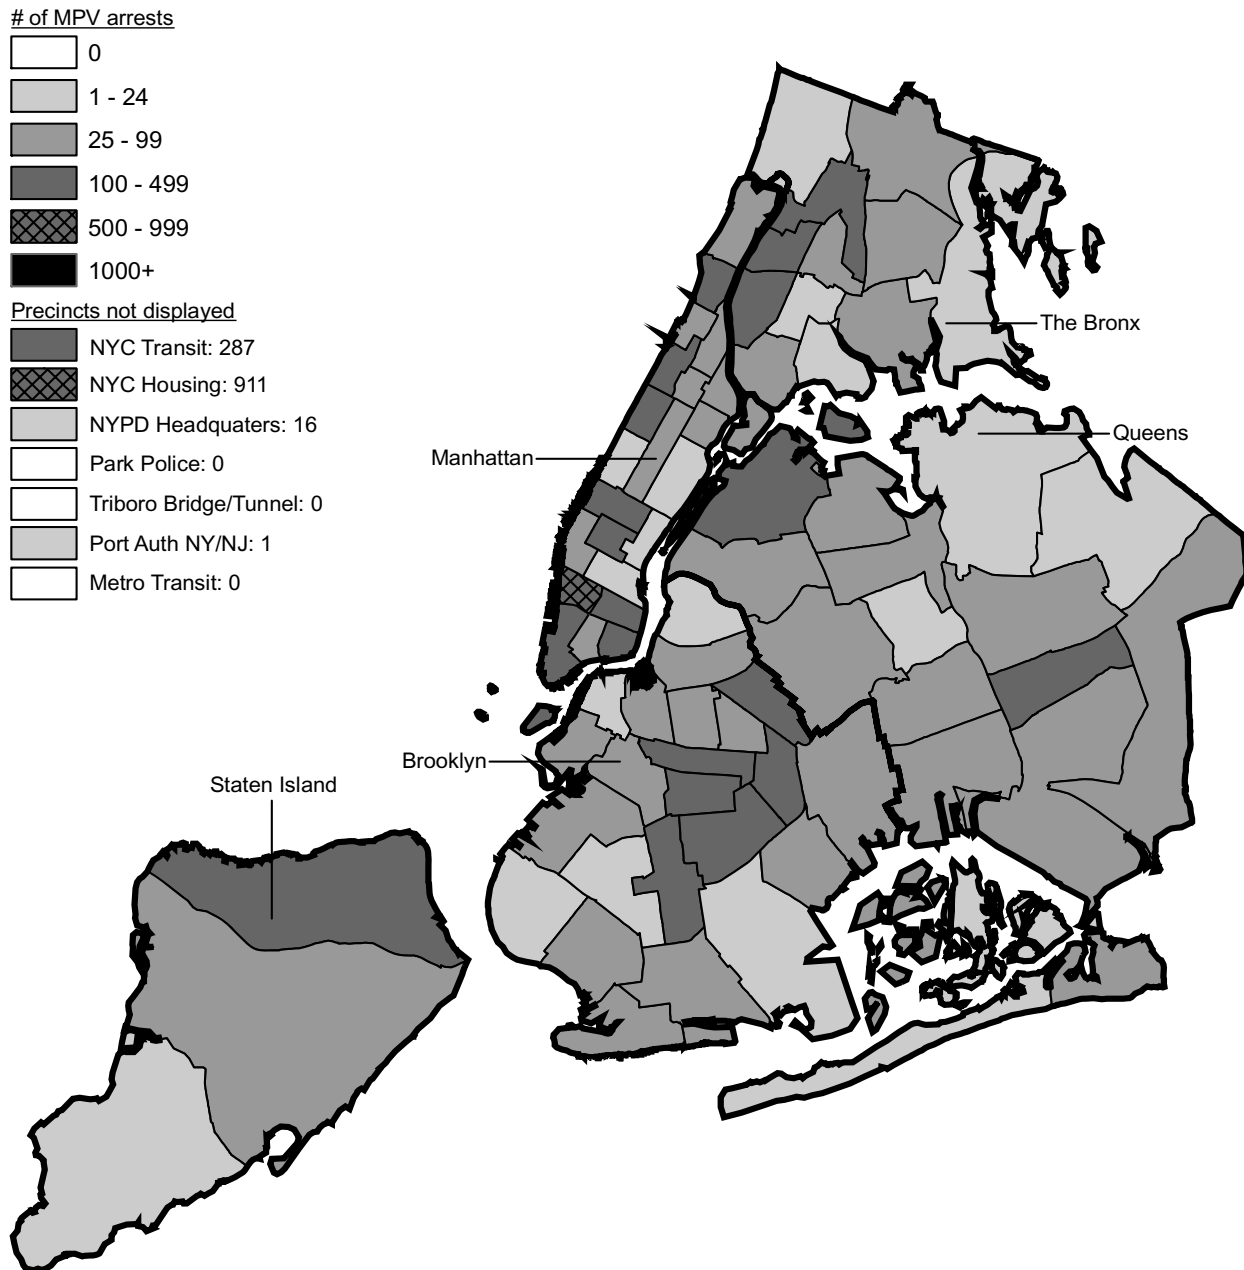 # of MPV arrests
0
1 - 24
25 - 99
100 - 499
500 - 999
1000+
Precincts not displayed
NYC Transit: 287
NYC Housing: 911
NYPD Headquaters: 16
Park Police: 0
Triboro Bridge/Tunnel: 0
Port Auth NY/NJ: 1
Metro Transit: 0
The Bronx
Queens
Manhattan
Brooklyn
Staten Island